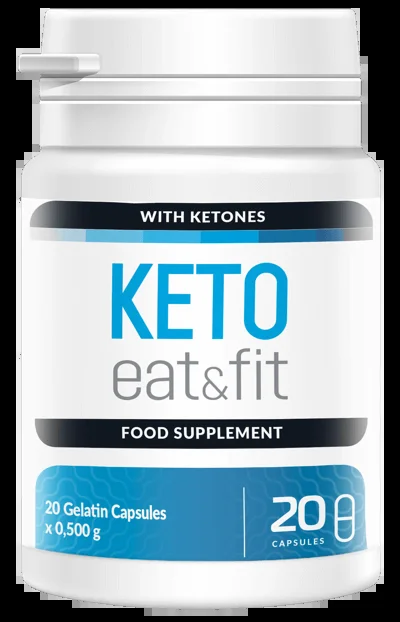 WITH KETONES
KETO
eat&fit
FOOD SUPPLEMENT
20 Gelatin Capsules
x 0,500 g
20
CAPSULES